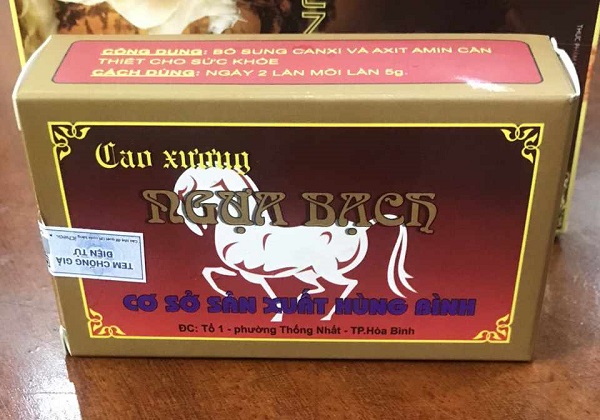 CÔNG DỤNG: BỔ SUNG CANXI VÀ AXIT AMIN CẦN
THIẾT CHO SỨC KHỎE
CÁCH DÙNG: NGÀY 2 LẦN MỖI LẦN 5g.
Cao xương
NGỰA BẠCH
TEM CHỐNG GIẢ
ĐIỆN TỬ
CƠ SỞ SẢN XUẤT HÙNG BÌNH
ĐC: Tổ 1 - phường Thống Nhất - TP.Hòa Bình